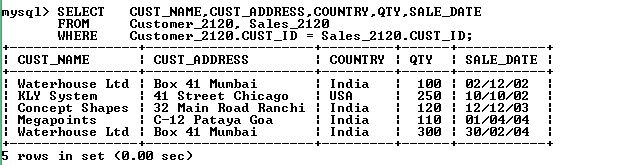 mysql> SELECT CUST_NAME,CUST_ADDRESS,COUNTRY,QTY,SALE_DATE
FROM Customer_2120, Sales_2120
WHERE Customer_2120.CUST_ID = Sales_2120.CUST_ID;
+----------------+---------------------+---------+-----+-----------+
| CUST_NAME | CUST_ADDRESS | COUNTRY | QTY | SALE_DATE |
+----------------+---------------------+---------+-----+-----------+
| Waterhouse Ltd | Box 41 Mumbai | India | 100 | 02/12/02 |
| KLY System | 41 Street Chicago | USA | 250 | 10/10/02 |
| Concept Shapes | 32 Main Road Ranchi | India | 120 | 12/12/03 |
| Megapoints | C-12 Pataya Goa | India | 110 | 01/04/04 |
| Waterhouse Ltd | Box 41 Mumbai | India | 300 | 30/02/04 |
+----------------+---------------------+---------+-----+-----------+
5 rows in set (0.00 sec)